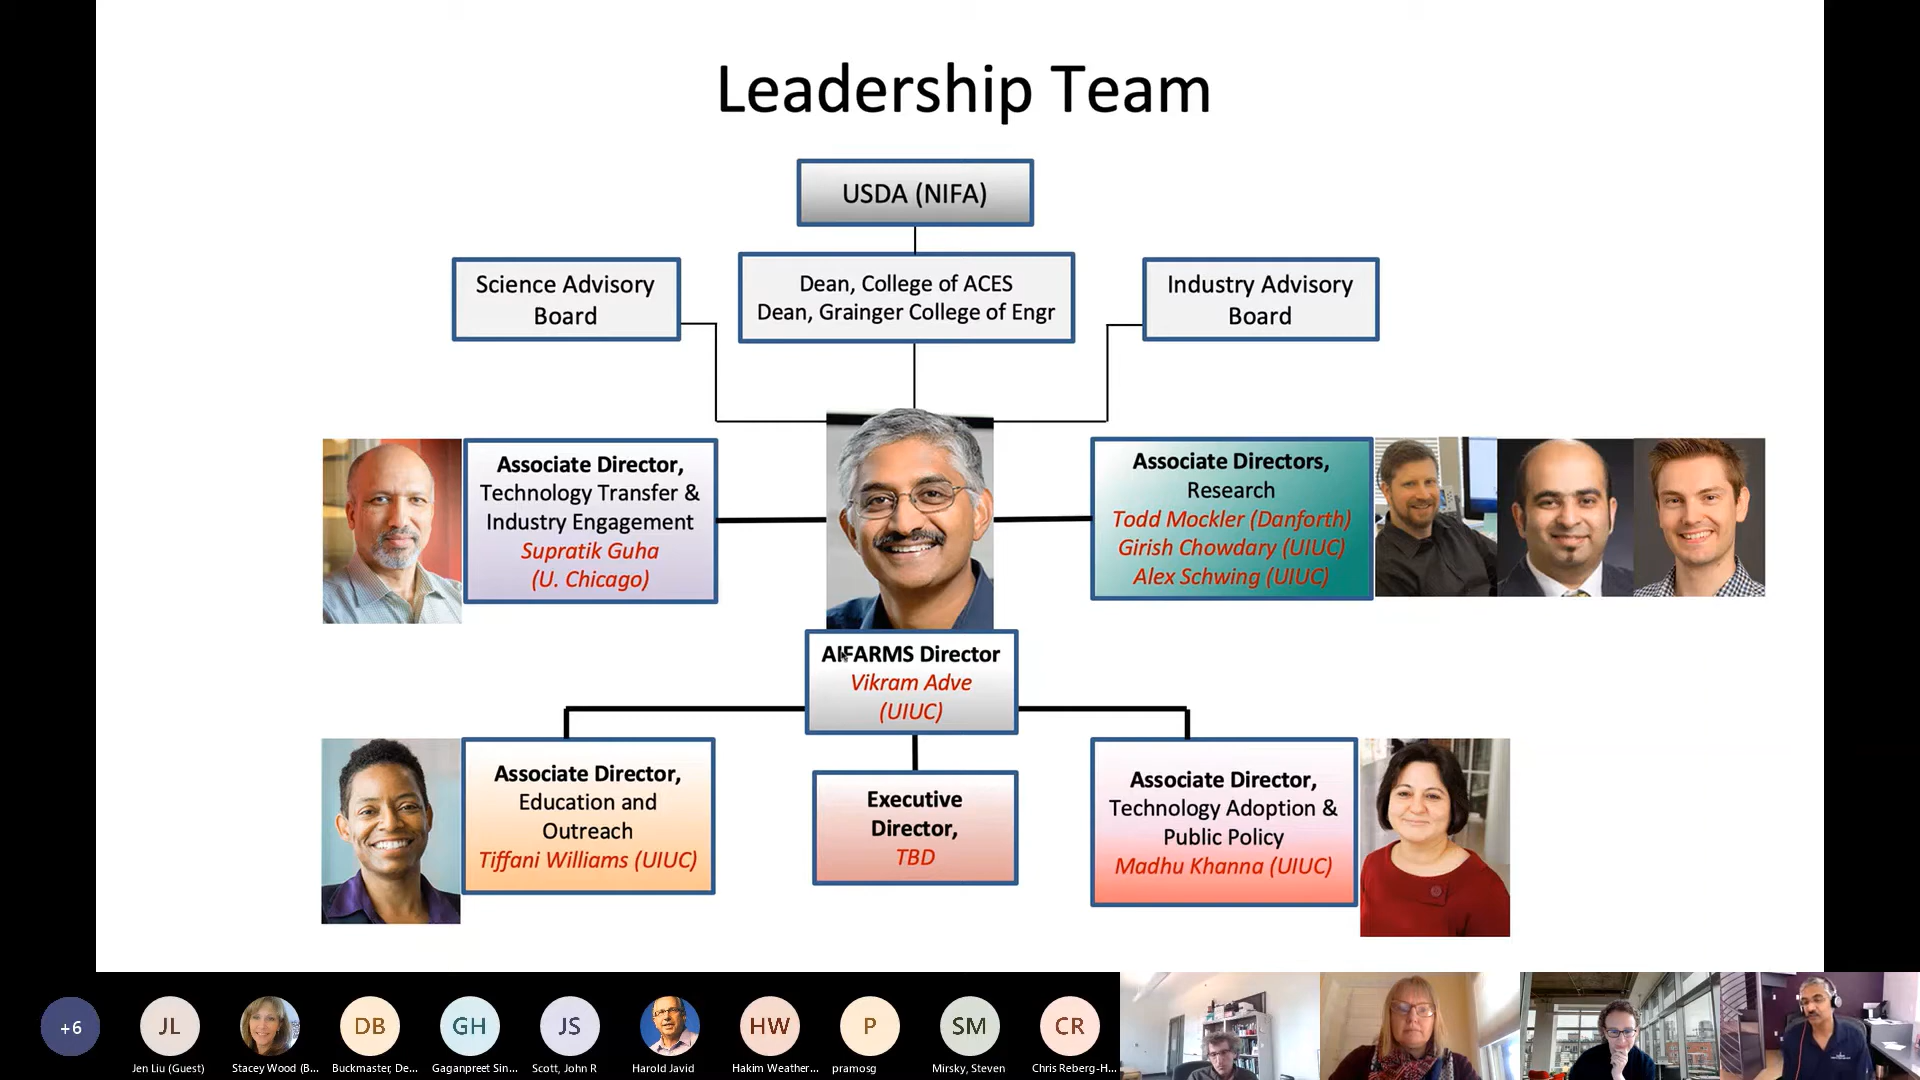 Leadership Team
USDA (NIFA)
Science Advisory
Board
Dean, College of ACES
Dean, Grainger College of Engr
Industry Advisory
Board
Associate Director,
Technology Transfer &
Industry Engagement
Supratik Guha
(U. Chicago)
Associate Directors,
Research
Todd Mockler (Danforth)
Girish Chowdary (UIUC)
Alex Schwing (UIUC)
AIFARMS Director
Vikram Adve
(UIUC)
Associate Director,
Education and
Outreach
Tiffani Williams (UIUC)
Executive
Director,
TBD
Associate Director,
Technology Adoption &
Public Policy
Madhu Khanna (UIUC)
+6
JL
DB
GH
JS
HW
P
SM
CR
Jen Liu (Guest)
Stacey Wood (B...
Buckmaster, De...
Gaganpreet Sin...
Scott, John R
Harold Javid
Hakim Weather...
pramosg
Mirsky, Steven
Chris Reberg-H...